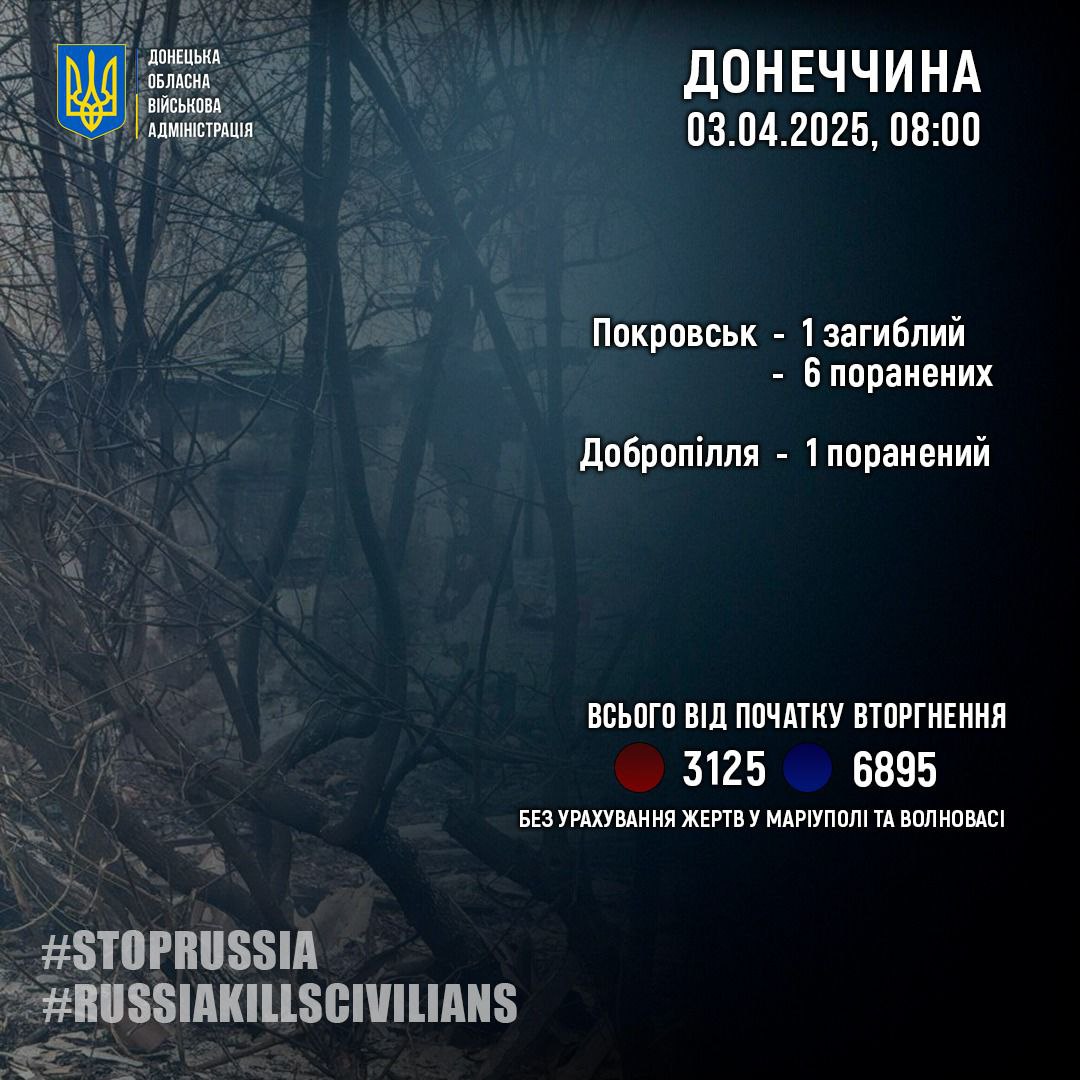 ДОНЕЦЬКА
ОБЛАСНА
ВІЙСЬКОВА
АДМІНІСТРАЦІЯ
ДОНЕЧЧИНА
03.04.2025, 08:00
Покровськ - 1 загиблий
- 6 поранених
Добропілля - 1 поранений
ВСЬОГО ВІД ПОЧАТКУ ВТОРГНЕННЯ
3125 6895
БЕЗ УРАХУВАННЯ ЖЕРТВ У МАРІУПОЛІ ТА ВОЛНОВАСІ
#STOPRUSSIA
#RUSSIAKILLSCIVILIANS